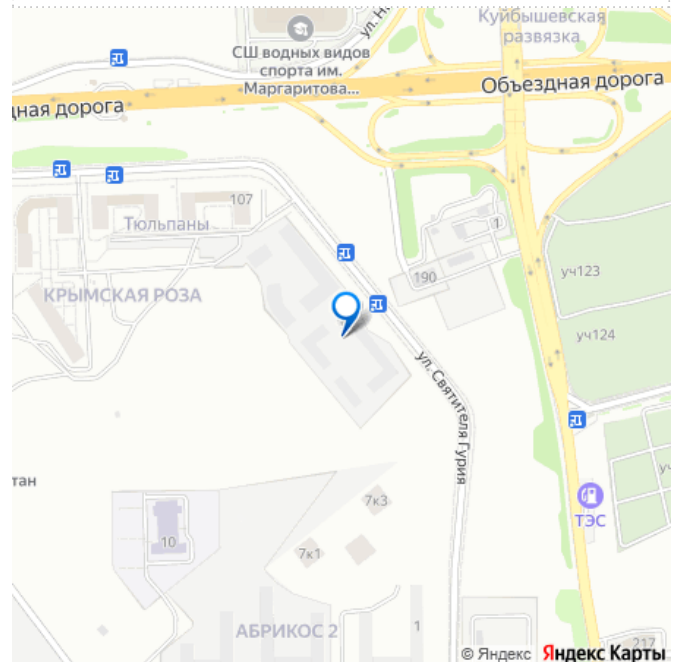 Куйбышевская
развязка
ул. Н
СШ водных видов
спорта им.
Маргаритова...
Объездная дорога
дная дорога
107
Тюльпаны
1
190
уч123
КРЫМСКАЯ РОЗА
уч124
ул. Святителя Гурия
тан
7к3
ТЭС
10
7к1
АБРИКОС 2
1
217
© Яндекс Яндекс Карты